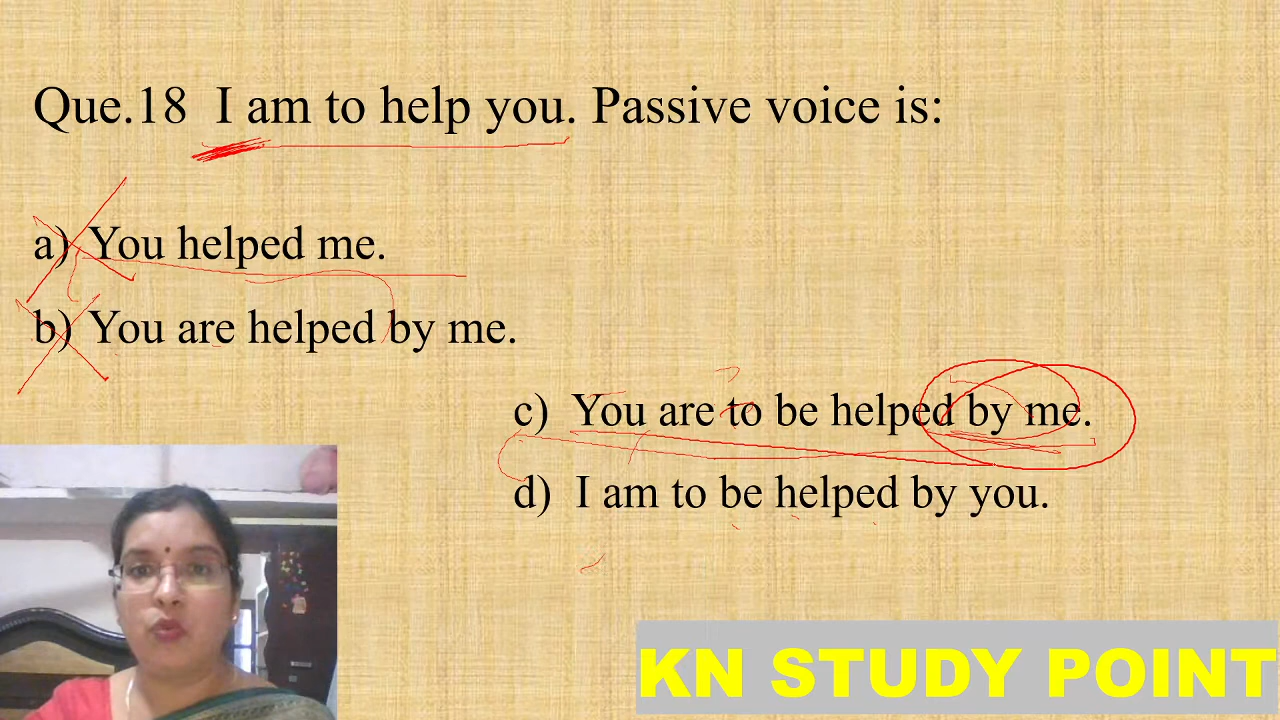 Que.18 I am to help you. Passive voice is:
a) You helped me.
b) You are helped by me.
c) You are to be helped by me.
d) I am to be helped by you.
KN STUDY POINT